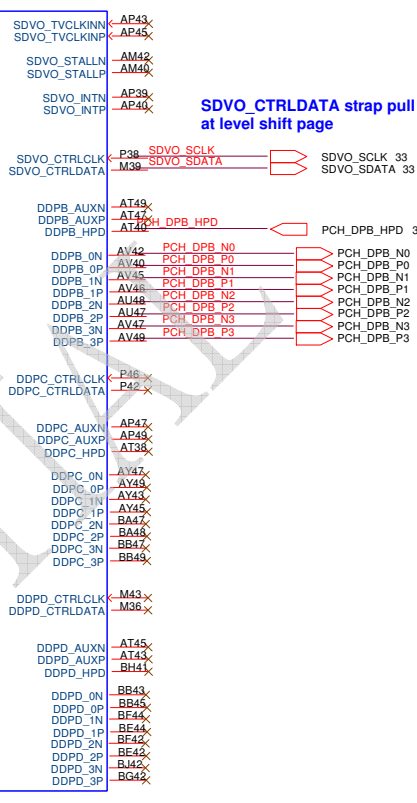 SDVO_TVCLKINN AP43
SDVO_TVCLKINP AP45
SDVO_STALLN AM42
SDVO_STALLP AM40
SDVO_INTN AP39
SDVO_INTP AP40
SDVO_CTRLDATA strap pull
at level shift page
SDVO_CTRLCLK P38 SDVO_SCLK SDVO_SCLK 33
SDVO_CTRLDATA M39 SDVO_SDATA SDVO_SDATA 33
DDPB_AUXN AT49
DDPB_AUXP AT47
DDPB_HPD AT40 PCH_DPB_HPD PCH_DPB_HPD 3
DDPB_0N AV42 PCH_DPB_N0 PCH_DPB_N0
DDPB_0P AV40 PCH_DPB_P0 PCH_DPB_P0
DDPB_1N AV45 PCH_DPB_N1 PCH_DPB_N1
DDPB_1P AV46 PCH_DPB_P1 PCH_DPB_P1
DDPB_2N AU48 PCH_DPB_N2 PCH_DPB_N2
DDPB_2P AU47 PCH_DPB_P2 PCH_DPB_P2
DDPB_3N AV47 PCH_DPB_N3 PCH_DPB_N3
DDPB_3P AV49 PCH_DPB_P3 PCH_DPB_P3
DDPC_CTRLCLK P46
DDPC_CTRLDATA P42
DDPC_AUXN AP47
DDPC_AUXP AP49
DDPC_HPD AT38
DDPC_0N AY47
DDPC_0P AY49
DDPC_1N AY43
DDPC_1P AY45
DDPC_2N BA47
DDPC_2P BA48
DDPC_3N BB47
DDPC_3P BB49
DDPD_CTRLCLK M43
DDPD_CTRLDATA M36
DDPD_AUXN AT45
DDPD_AUXP AT43
DDPD_HPD BH41
DDPD_0N BB43
DDPD_0P BB45
DDPD_1N BF44
DDPD_1P BE44
DDPD_2N BF42
DDPD_2P BE42
DDPD_3N BJ42
DDPD_3P BG42